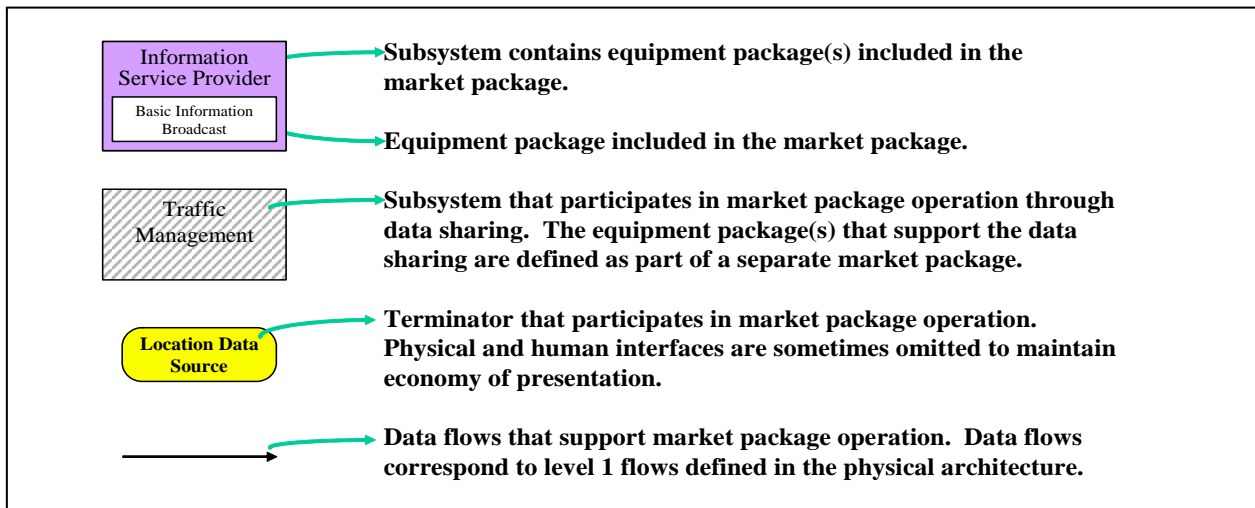 Information
Service Provider
Basic Information
Broadcast
Subsystem contains equipment package(s) included in the
market package.
Equipment package included in the market package.
Traffic
Management
Subsystem that participates in market package operation through
data sharing. The equipment package(s) that support the data
sharing are defined as part of a separate market package.
Location Data
Source
Terminator that participates in market package operation.
Physical and human interfaces are sometimes omitted to maintain
economy of presentation.
Data flows that support market package operation. Data flows
correspond to level 1 flows defined in the physical architecture.